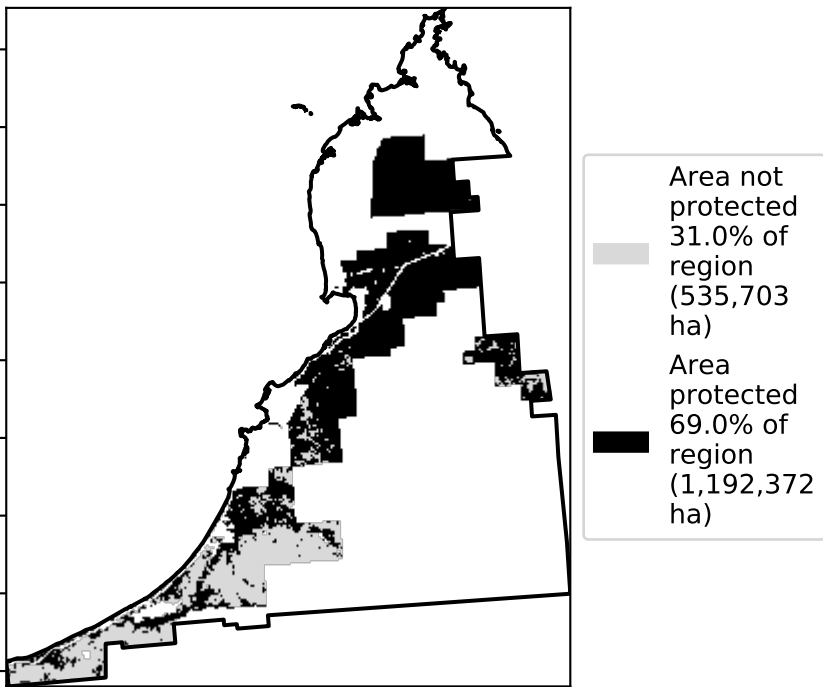 Area not
protected
31.0% of
region
(535,703
ha)
Area
protected
69.0% of
region
(1,192,372
ha)